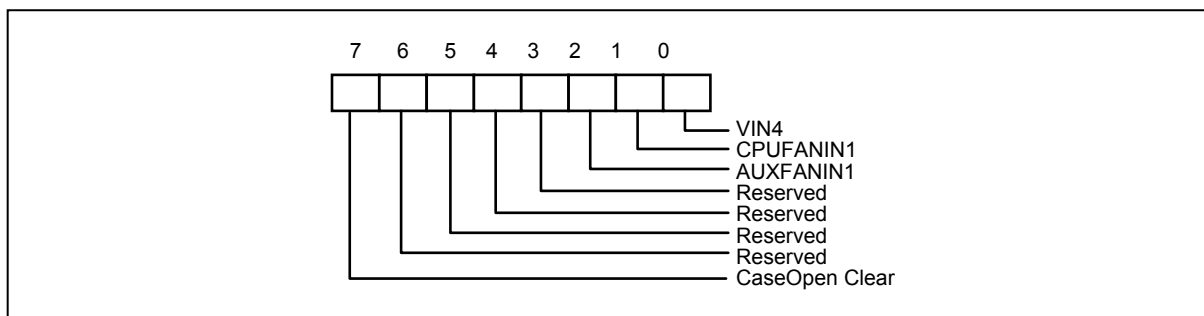 7 6 5 4 3 2 1 0
VIN4
CPUFANIN1
AUXFANIN1
Reserved
Reserved
Reserved
Reserved
CaseOpen Clear